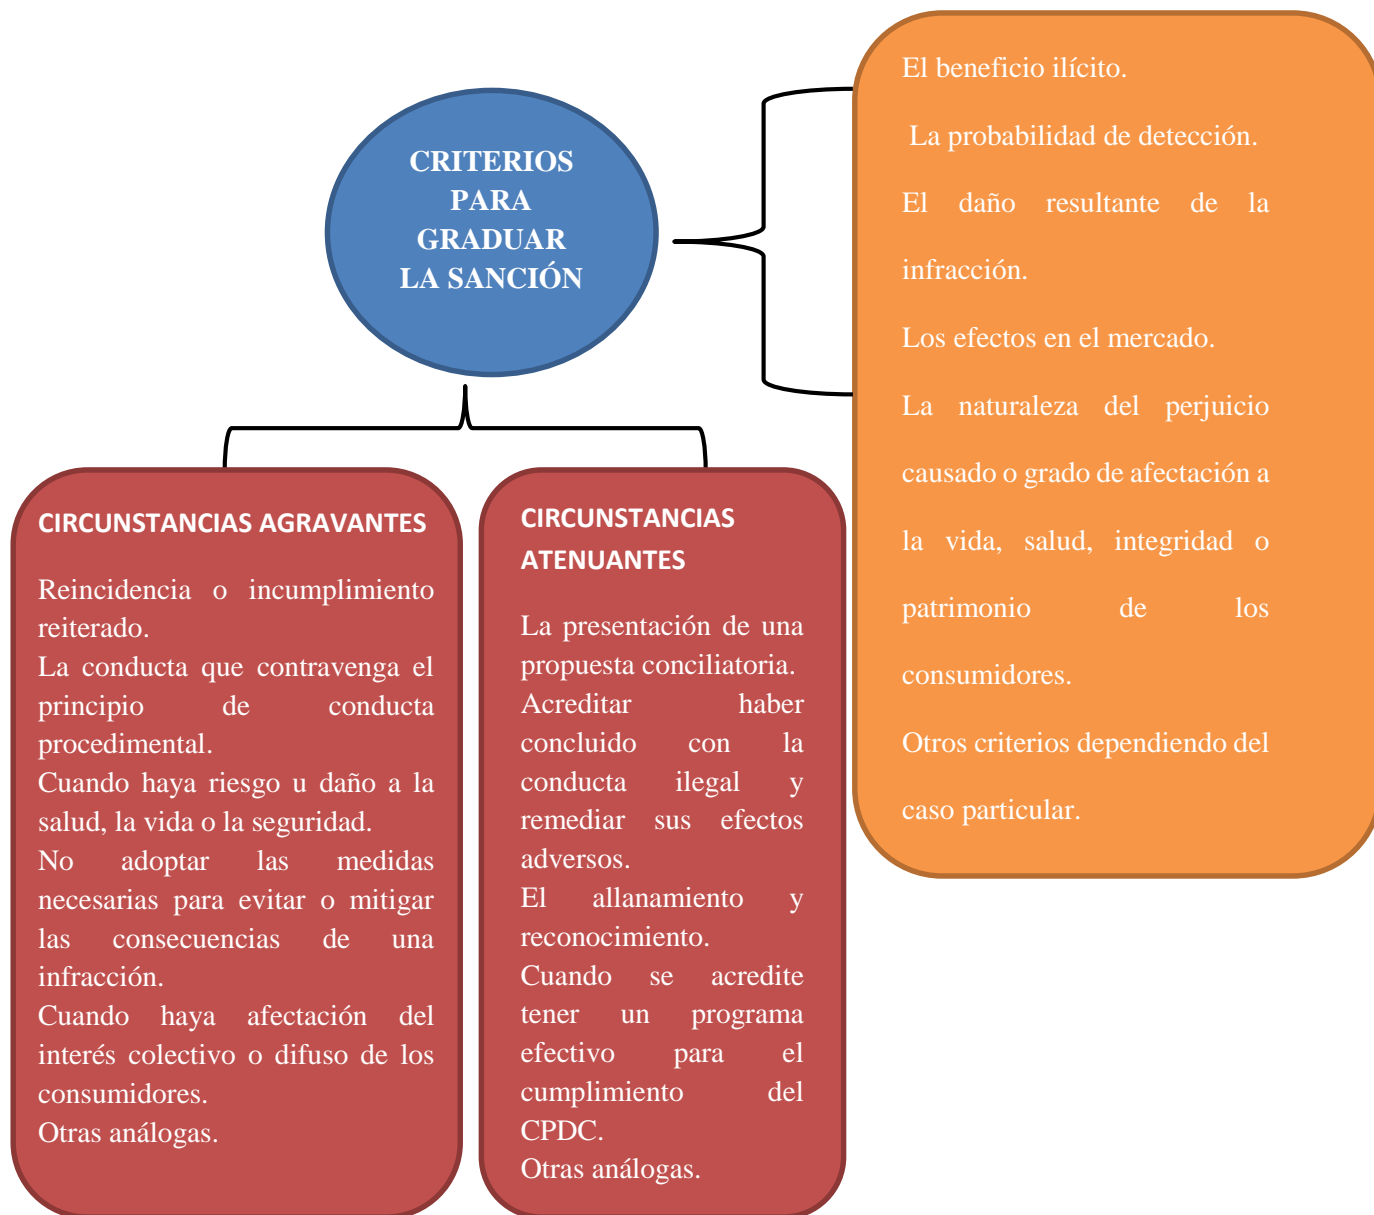 CRITERIOS
PARA
GRADUAR
LA SANCIÓN
El beneficio ilícito.
La probabilidad de detección.
El daño resultante de la
infracción.
Los efectos en el mercado.
La naturaleza del perjuicio
causado o grado de afectación a
la vida, salud, integridad o
patrimonio de los
consumidores.
Otros criterios dependiendo del
caso particular.
CIRCUNSTANCIAS AGRAVANTES
Reincidencia o incumplimiento
reiterado.
La conducta que contravenga el
principio de conducta
procedimental.
Cuando haya riesgo u daño a la
salud, la vida o la seguridad.
No adoptar las medidas
necesarias para evitar o mitigar
las consecuencias de una
infracción.
Cuando haya afectación del
interés colectivo o difuso de los
consumidores.
Otras análogas.
CIRCUNSTANCIAS
ATENUANTES
La presentación de una
propuesta conciliatoria.
Acreditar haber
concluido con la
conducta ilegal y
remediar sus efectos
adversos.
El allanamiento y
reconocimiento.
Cuando se acredite
tener un programa
efectivo para el
cumplimiento del
CPDC.
Otras análogas.